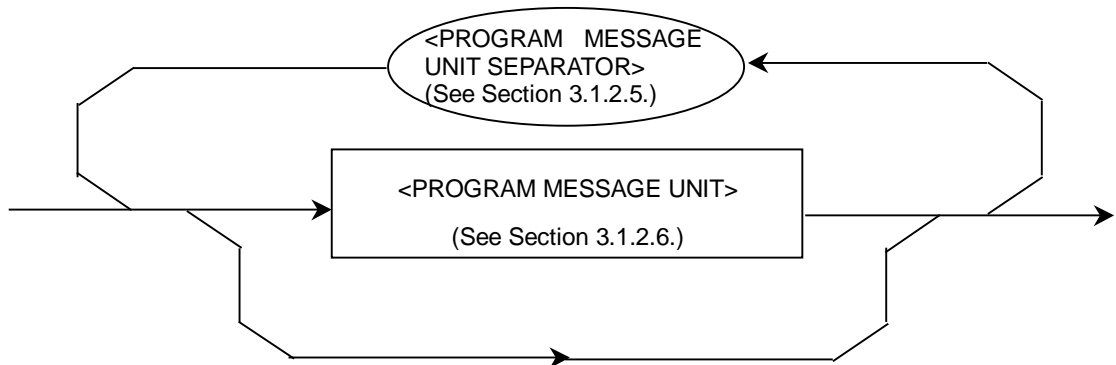 <PROGRAM MESSAGE
UNIT SEPARATOR>
(See Section 3.1.2.5.)
<PROGRAM MESSAGE UNIT>
(See Section 3.1.2.6.)